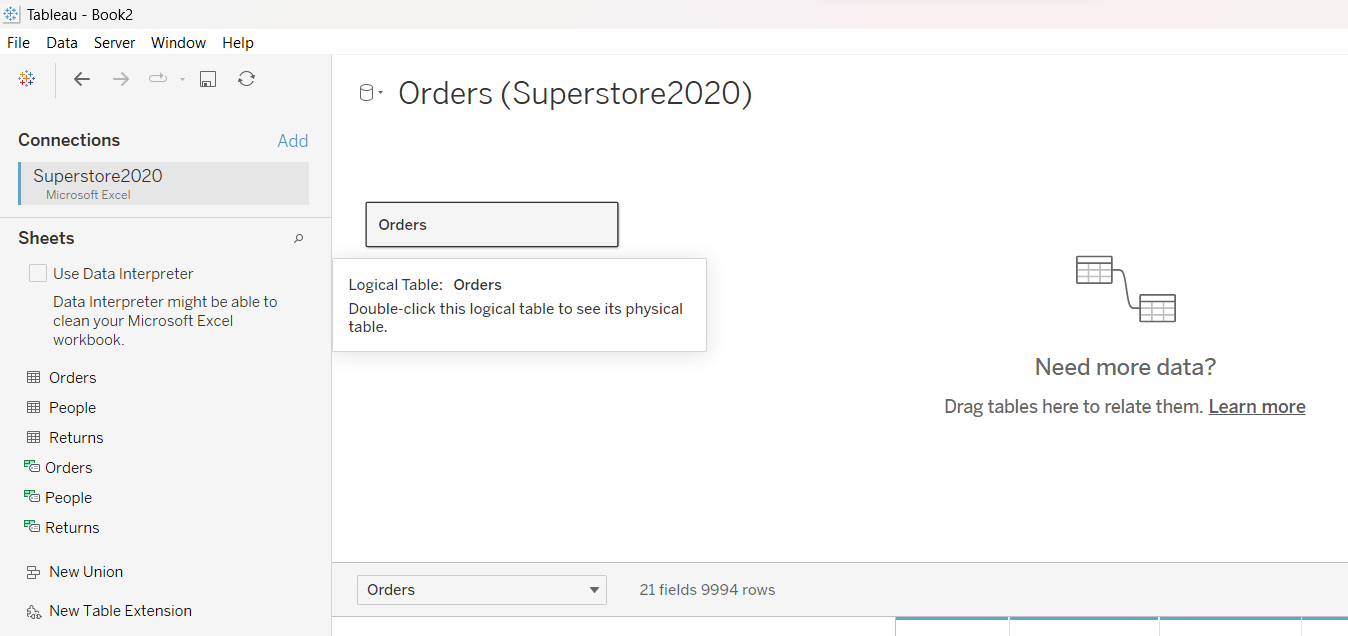 Tableau - Book2
File Data Server Window Help
Connections
Add
Superstore2020
Microsoft Excel
Sheets
Use Data Interpreter
Data Interpreter might be able to
clean your Microsoft Excel
workbook.
Orders
People
Returns
Orders
People
Returns
New Union
New Table Extension
Orders (Superstore2020)
Orders
Logical Table: Orders
Double-click this logical table to see its physical
table.
Need more data?
Drag tables here to relate them. Learn more
Orders
21 fields 9994 rows